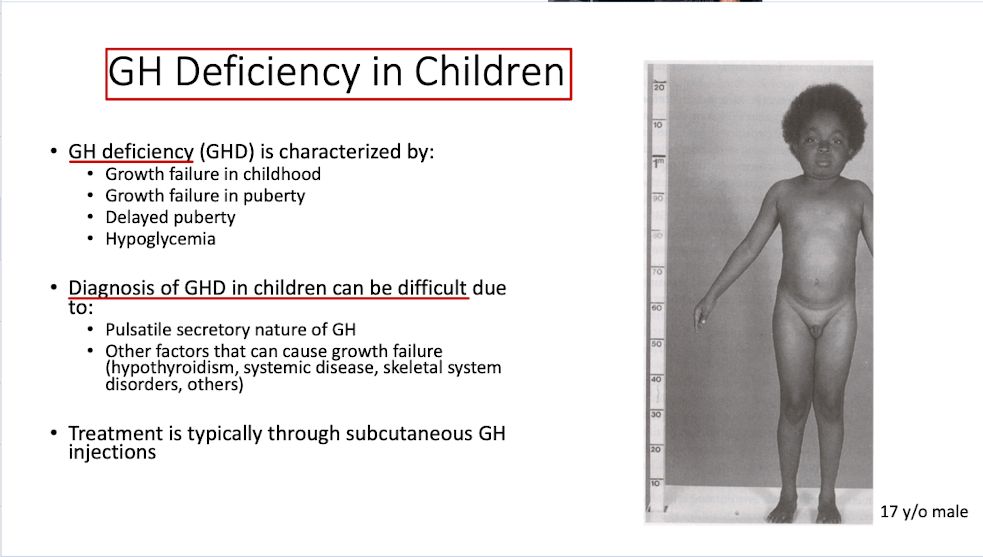 GH Deficiency in Children
• GH deficiency (GHD) is characterized by:
• Growth failure in childhood
• Growth failure in puberty
• Delayed puberty
• Hypoglycemia
• Diagnosis of GHD in children can be difficult due
to:
• Pulsatile secretory nature of GH
• Other factors that can cause growth failure
(hypothyroidism, systemic disease, skeletal system
disorders, others)
• Treatment is typically through subcutaneous GH
injections
20
10
1m
90
80
70
60
50
40
30
20
10
17 y/o male